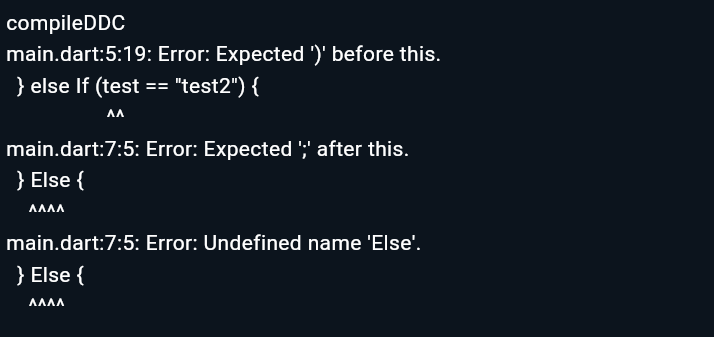 compileDDC
main.dart:5:19: Error: Expected ')' before this.
  } else If (test == "test2") {
                  ^^
main.dart:7:5: Error: Expected ';' after this.
  } Else {
    ^^^^
main.dart:7:5: Error: Undefined name 'Else'.
  } Else {
    ^^^^